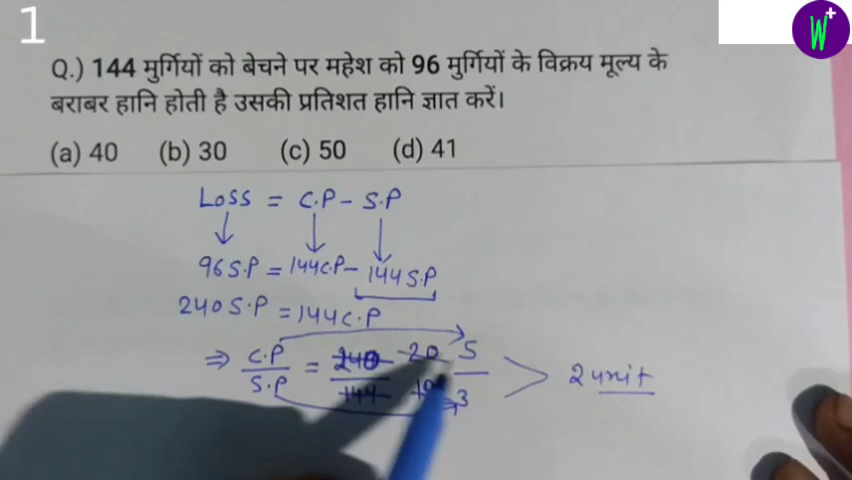 1
W+
Q.) 144 मुर्गियों को बेचने पर महेश को 96 मुर्गियों के विक्रय मूल्य के
बराबर हानि होती है उसकी प्रतिशत हानि ज्ञात करें।
(a) 40 (b) 30 (c) 50 (d) 41
Loss = C.P - S.P
96 S.P = 144 C.P - 144 S.P
240 S.P = 144 C.P
⇒ C.P / S.P = 240 / 144 20 5 / 3 > 2 unit